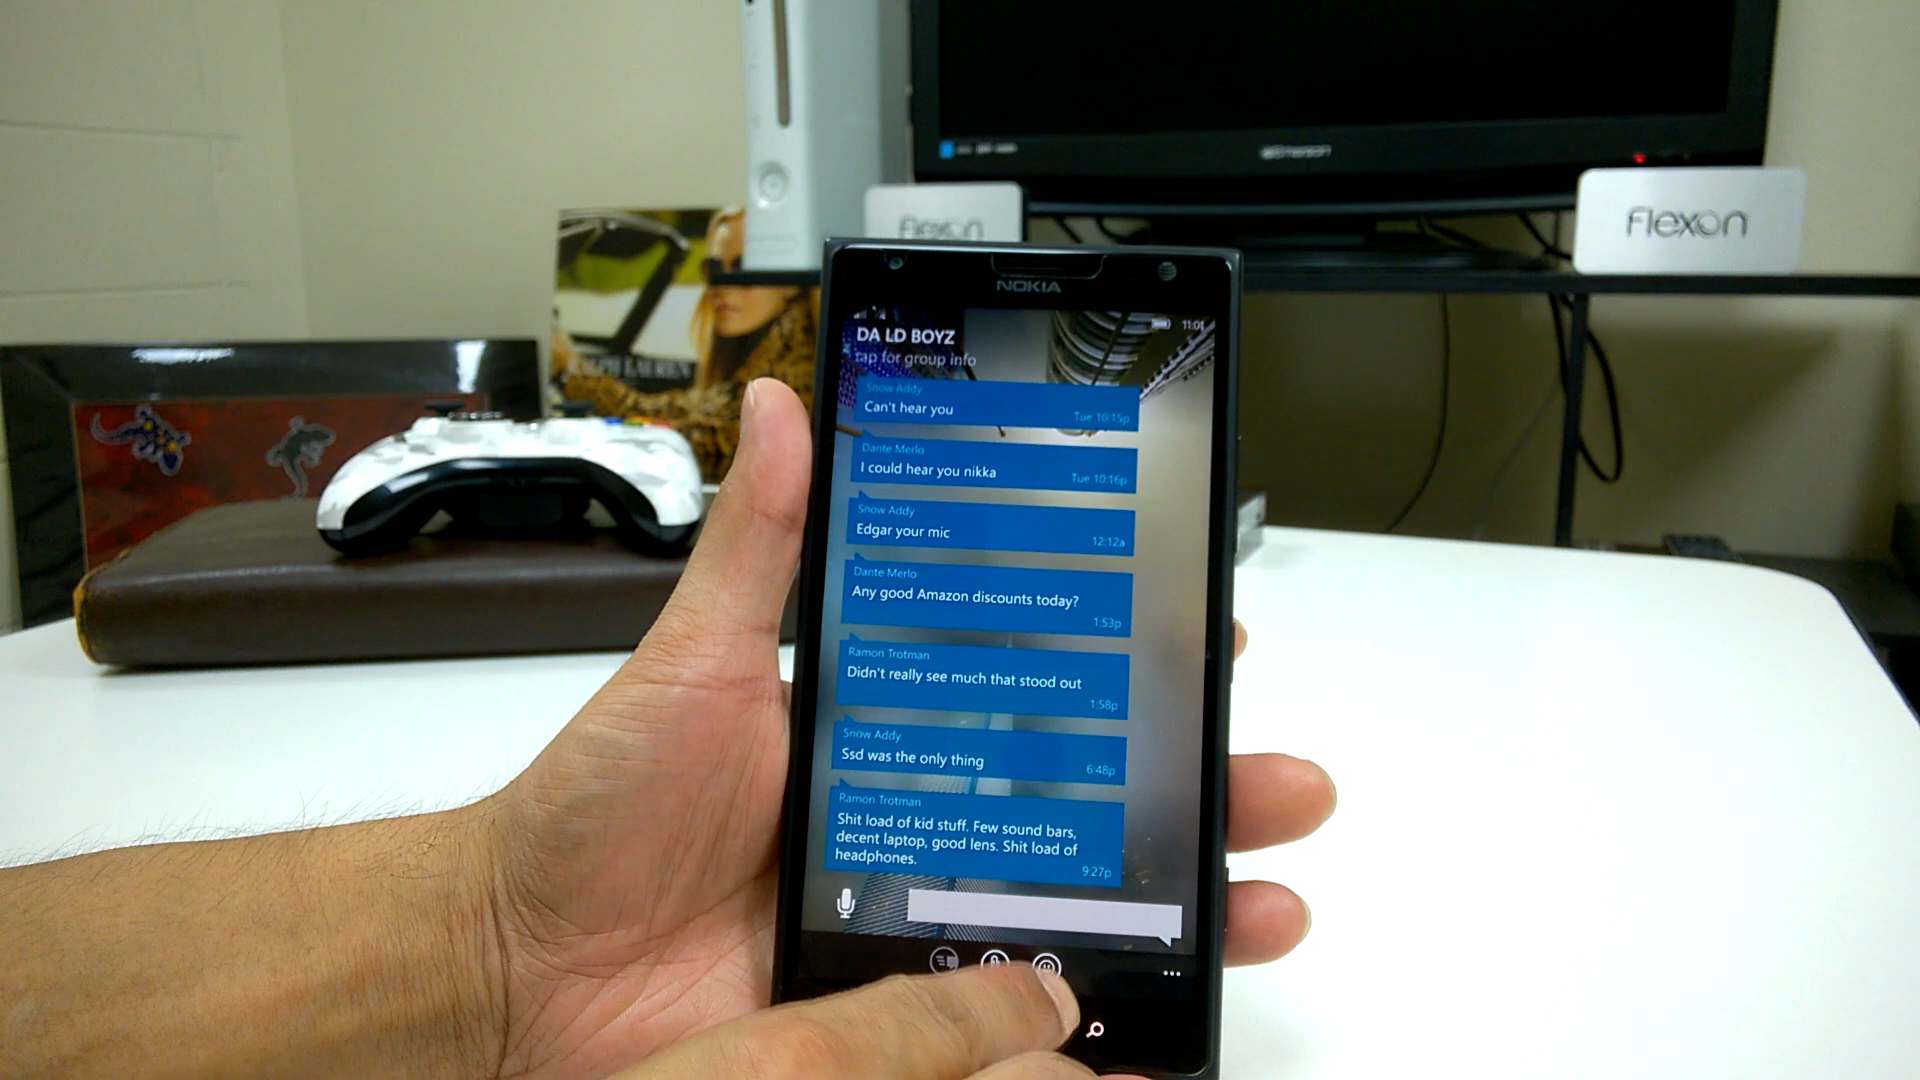 Emerson
Flexon
Flexon
RALPH LAUREN
NOKIA
11:01
DA LD BOYZ
tap for group info
Snow Addy
Can't hear you
Tue 10:15p
Dante Merlo
I could hear you nikka
Tue 10:16p
Snow Addy
Edgar your mic
12:12a
Dante Merlo
Any good Amazon discounts today?
1:53p
Ramon Trotman
Didn't really see much that stood out
1:58p
Snow Addy
Ssd was the only thing
6:48p
Ramon Trotman
Shit load of kid stuff. Few sound bars,
decent laptop, good lens. Shit load of
headphones.
9:27p